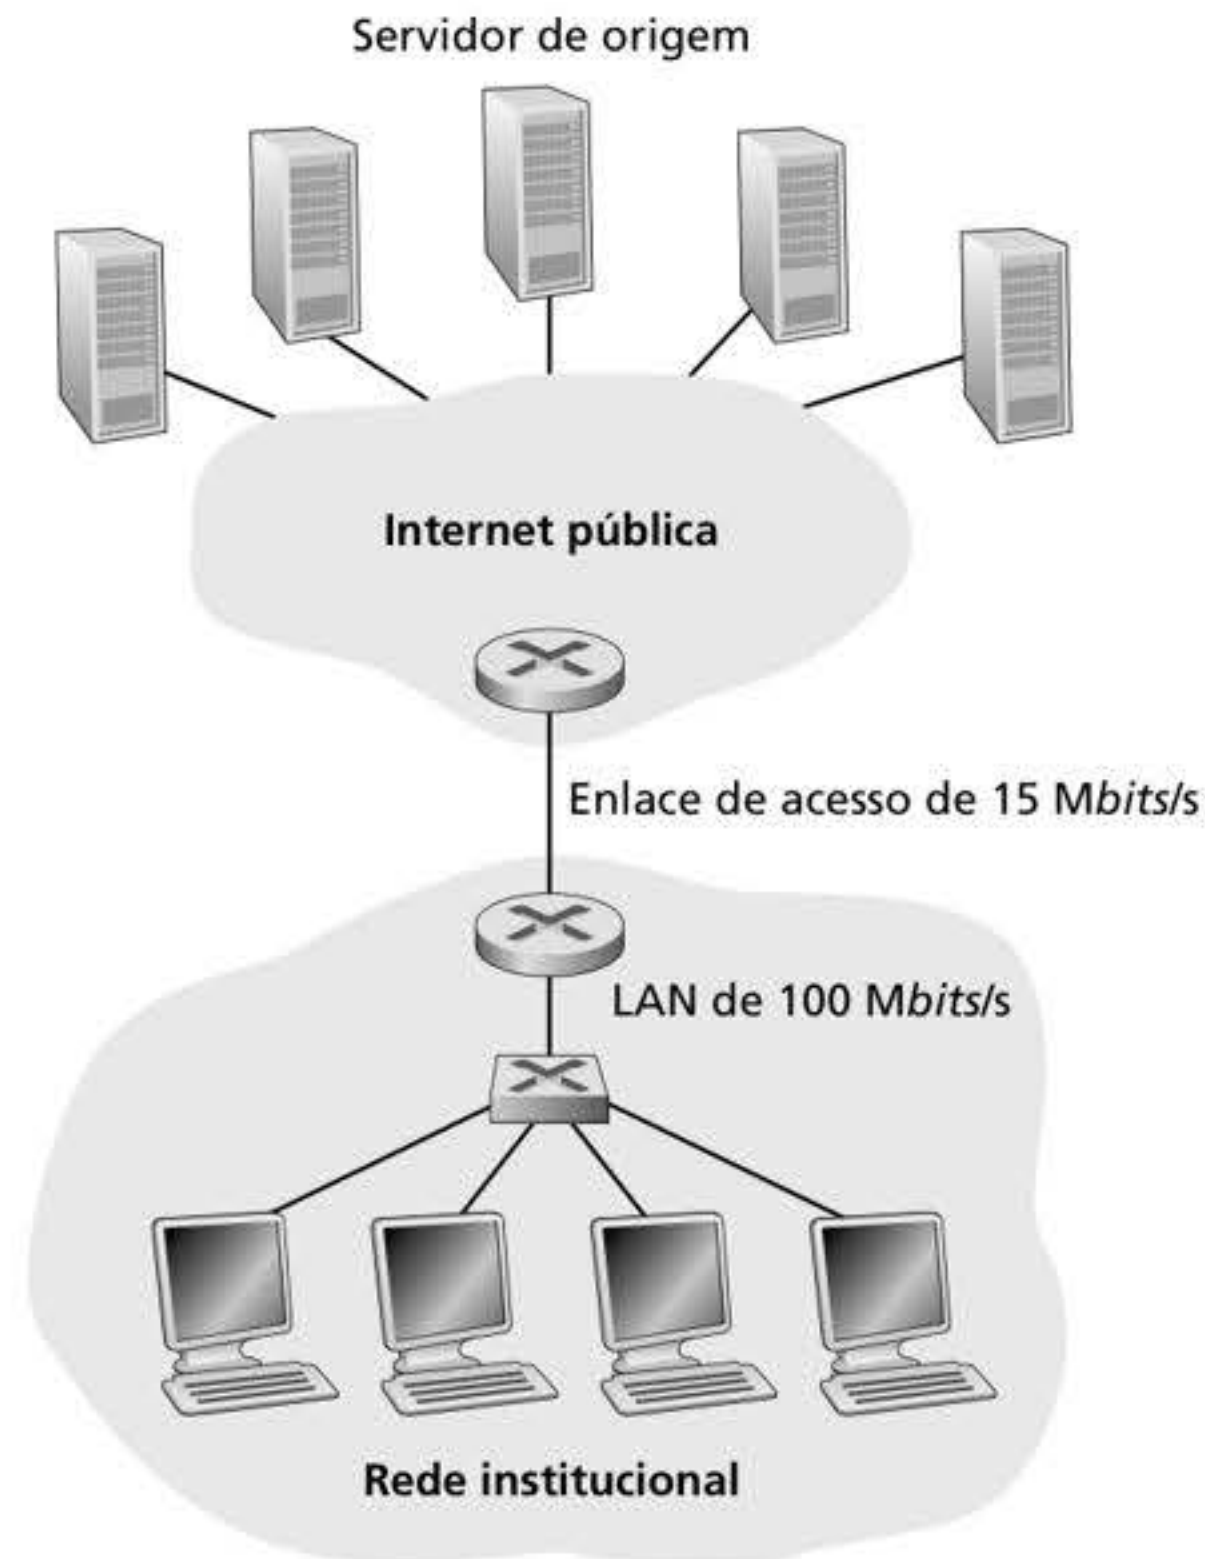 Servidor de origem
Internet pública
Enlace de acesso de 15 Mbits/s
LAN de 100 Mbits/s
Rede institucional